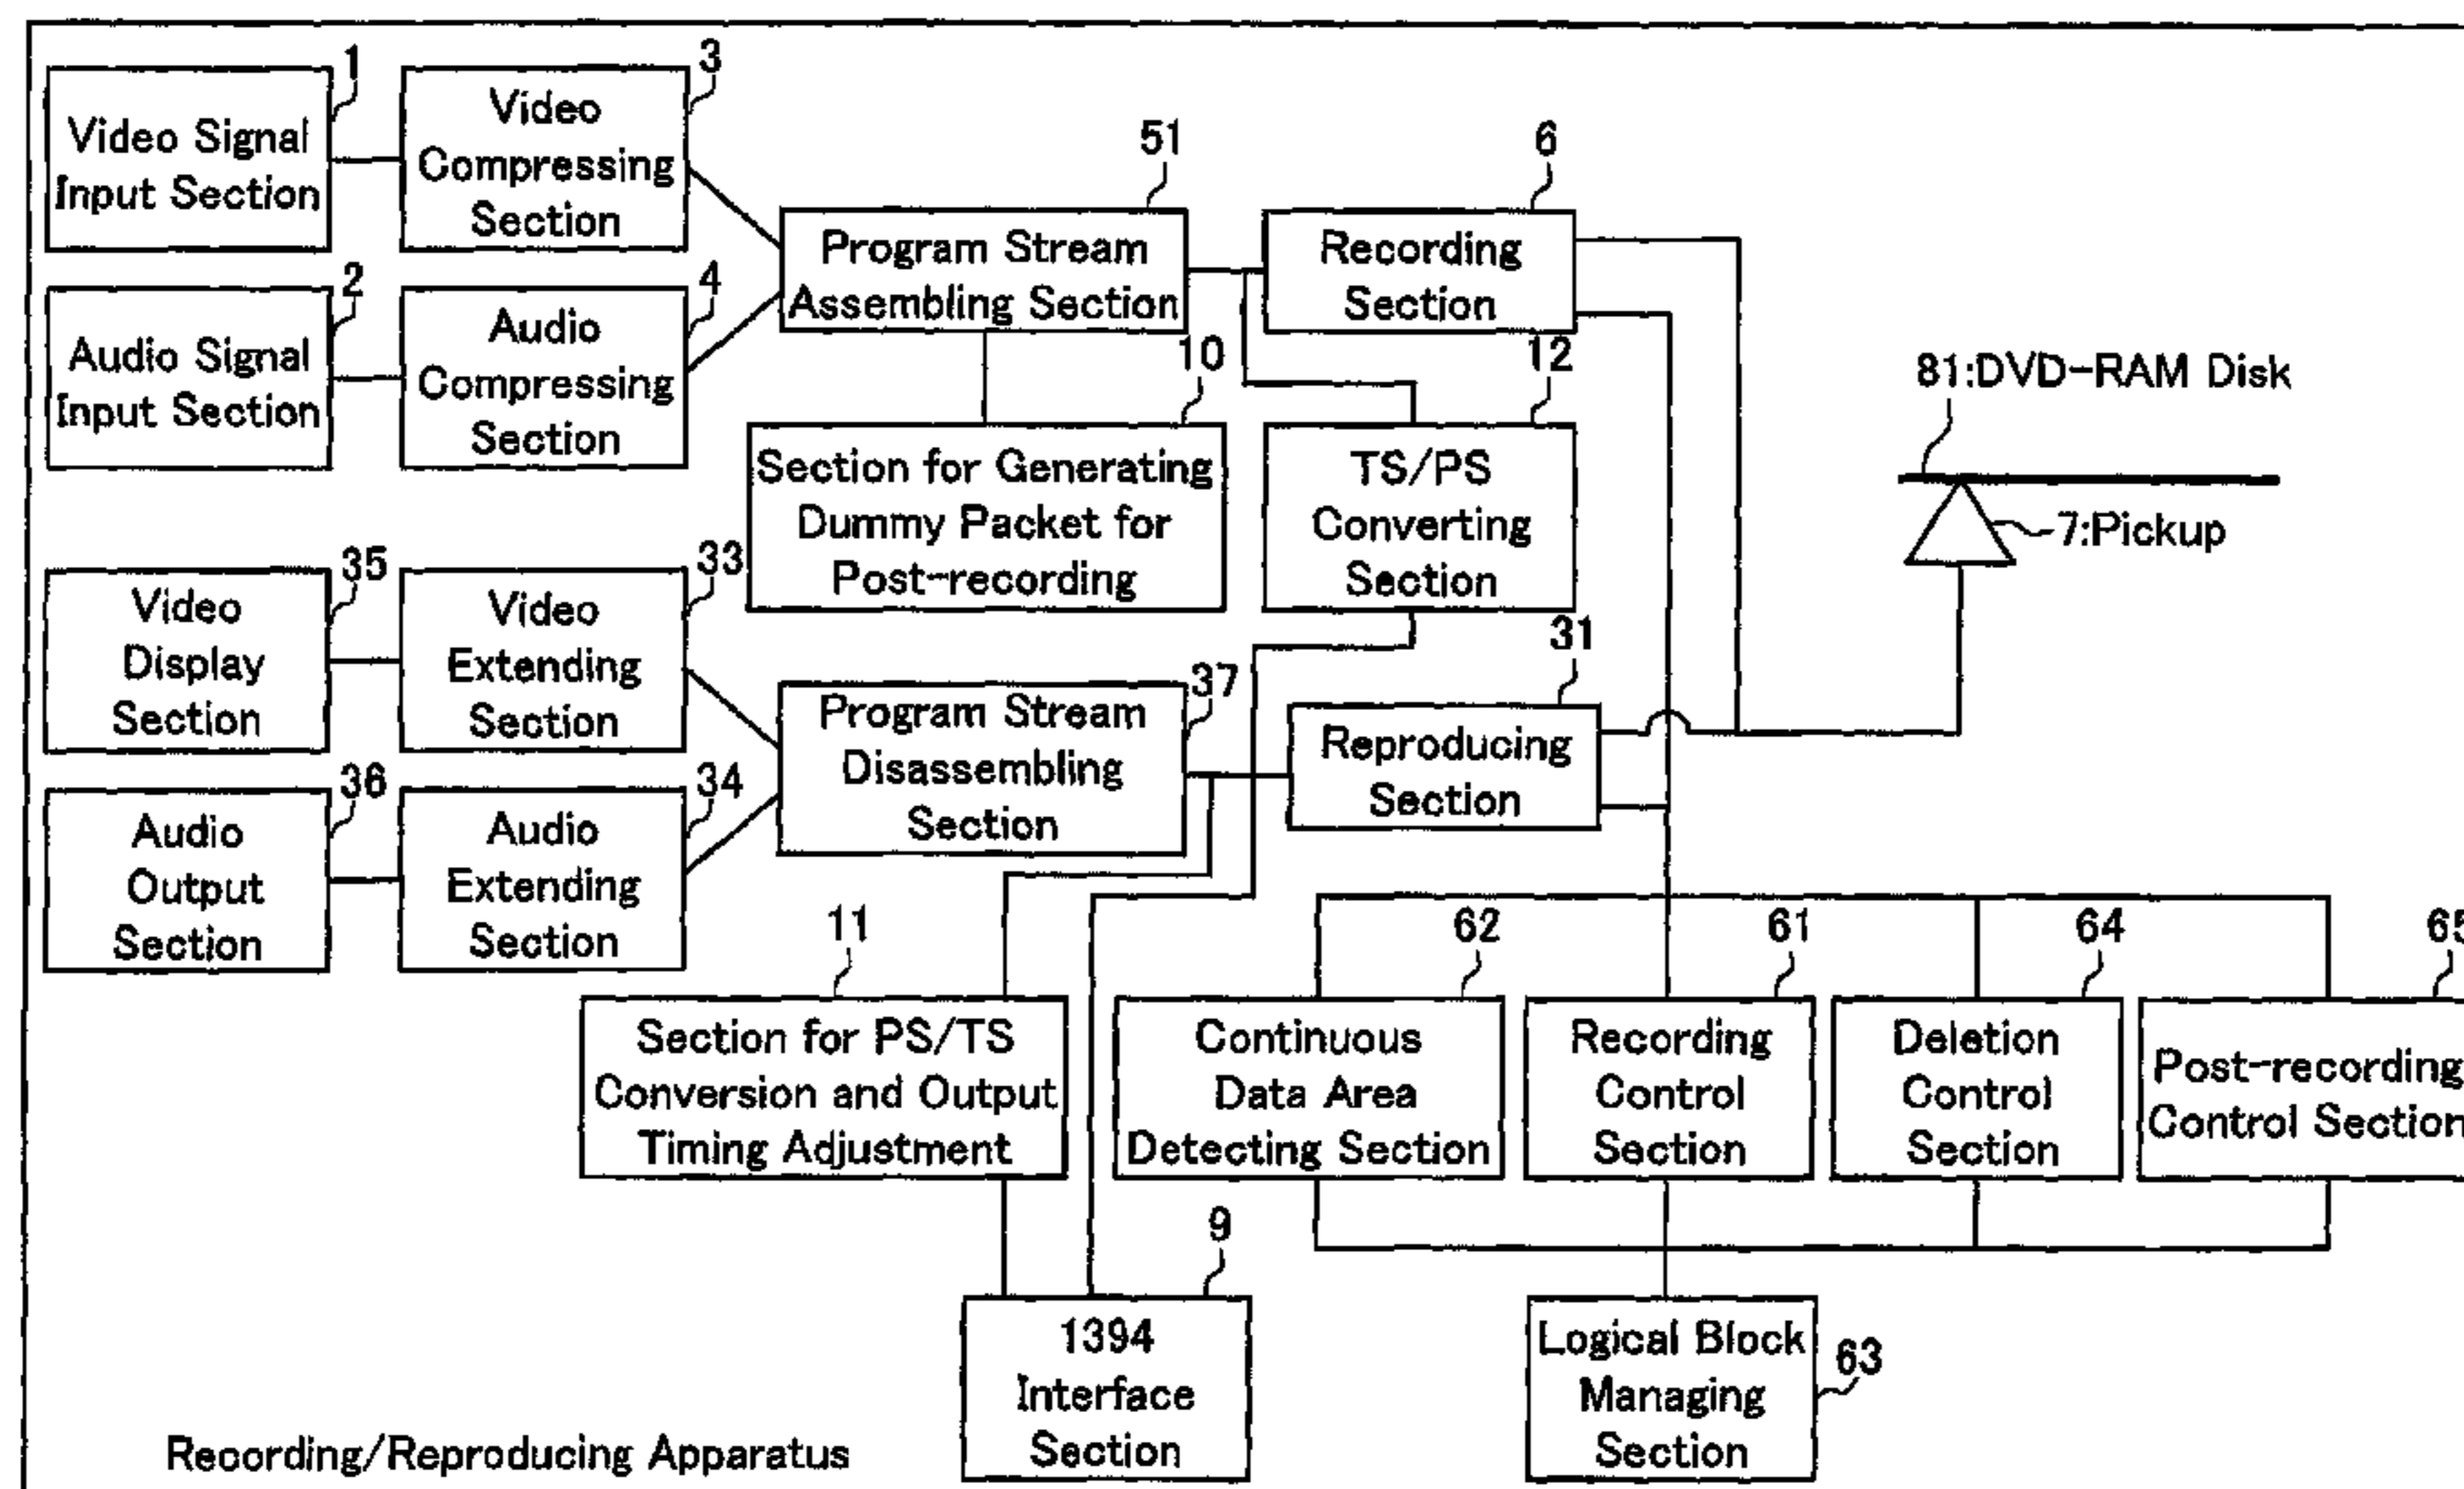 1
Video Signal
Input Section
3
Video
Compressing
Section
2
Audio Signal
Input Section
4
Audio
Compressing
Section
51
Program Stream
Assembling Section
6
Recording
Section
10
Section for Generating
Dummy Packet for
Post-recording
12
TS/PS
Converting
Section
81:DVD-RAM Disk
7:Pickup
35
Video
Display
Section
33
Video
Extending
Section
36
Audio
Output
Section
34
Audio
Extending
Section
37
Program Stream
Disassembling
Section
31
Reproducing
Section
11
Section for PS/TS
Conversion and Output
Timing Adjustment
62
Continuous
Data Area
Detecting Section
61
Recording
Control
Section
64
Deletion
Control
Section
65
Post-recording
Control Section
9
1394
Interface
Section
Logical Block
Managing
Section
63
Recording/Reproducing Apparatus